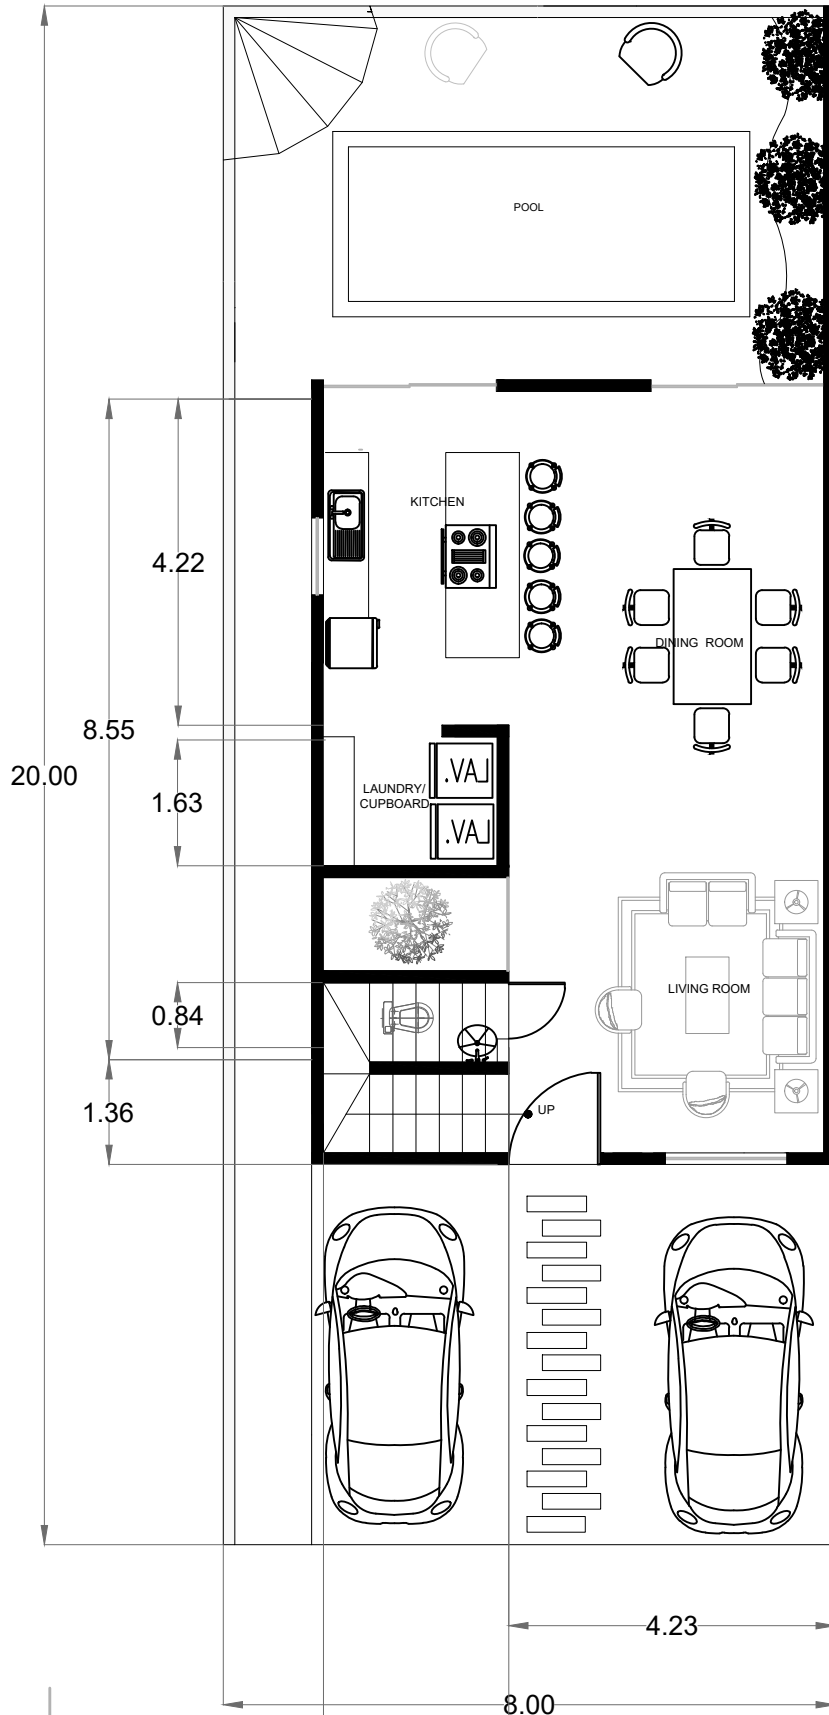 POOL
KITCHEN
4.22
DINING ROOM
8.55
20.00
LAV.
LAUNDRY/
CUPBOARD
1.63
LAV.
LIVING ROOM
0.84
1.36
UP
4.23
8.00